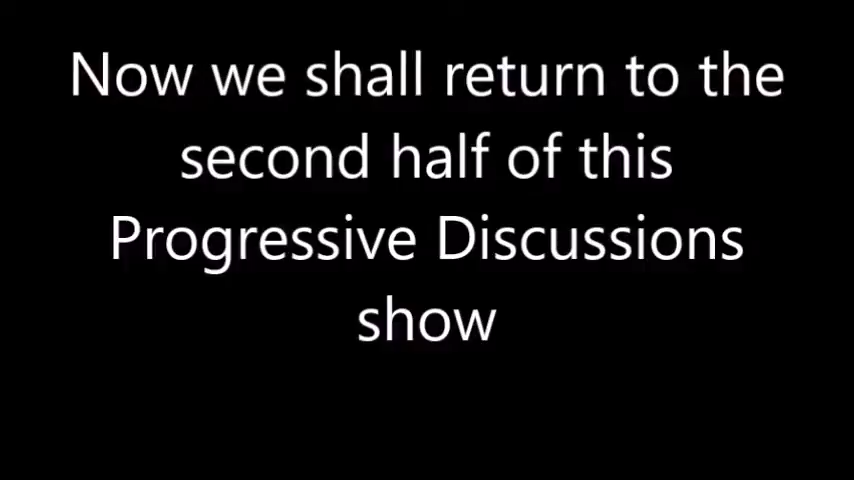 Now we shall return to the
second half of this
Progressive Discussions
show